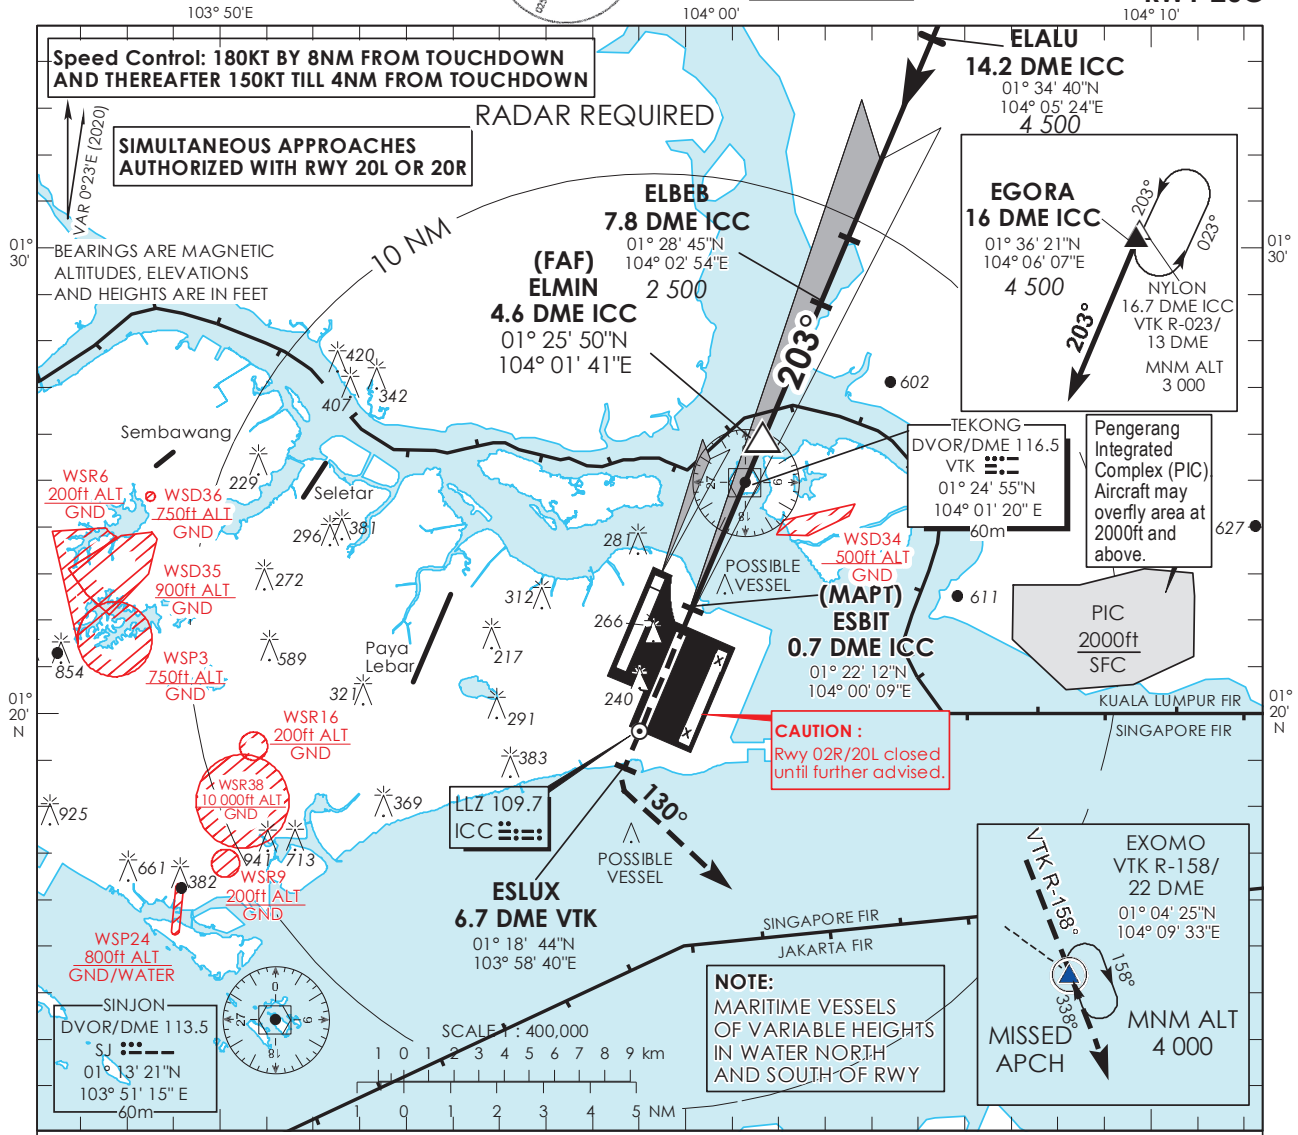 103° 50'E
104° 00'
104° 10'
Speed Control: 180KT BY 8NM FROM TOUCHDOWN
AND THEREAFTER 150KT TILL 4NM FROM TOUCHDOWN
RADAR REQUIRED
SIMULTANEOUS APPROACHES
AUTHORIZED WITH RWY 20L OR 20R
VAR 0°23'E (2020)
BEARINGS ARE MAGNETIC
ALTITUDES, ELEVATIONS
AND HEIGHTS ARE IN FEET
01°
30'
10 NM
ELALU
14.2 DME ICC
01° 34' 40"N
104° 05' 24"E
4 500
ELBEB
7.8 DME ICC
01° 28' 45"N
104° 02' 54"E
2 500
(FAF)
ELMIN
4.6 DME ICC
01° 25' 50"N
104° 01' 41"E
203°
EGORA
16 DME ICC
01° 36' 21"N
104° 06' 07"E
4 500
203°
023°
203°
NYLON
16.7 DME ICC
VTK R-023/
13 DME
MNM ALT
3 000
01°
30'
420
407
342
602
Sembawang
229
Seletar
296
381
WSR6
200ft ALT
GND
WSD36
750ft ALT
GND
WSD35
900ft ALT
GND
WSP3
750ft ALT
GND
854
272
589
312
217
281
266
240
321
291
383
369
Paya
Lebar
TEKONG
DVOR/DME 116.5
VTK
01° 24' 55"N
104° 01' 20" E
60m
27
9
18
Pengerang
Integrated
Complex (PIC).
Aircraft may
overfly area at
2000ft and
above.
627
611
WSD34
500ft ALT
GND
POSSIBLE
VESSEL
(MAPT)
ESBIT
0.7 DME ICC
01° 22' 12"N
104° 00' 09"E
PIC
2000ft
SFC
KUALA LUMPUR FIR
SINGAPORE FIR
01°
20'
N
01°
20'
N
X
X
CAUTION :
Rwy 02R/20L closed
until further advised.
WSR16
200ft ALT
GND
WSR38
10 000ft ALT
GND
925
941
713
WSR9
200ft ALT
GND
661
382
WSP24
800ft ALT
GND/WATER
LLZ 109.7
ICC
130°
POSSIBLE
VESSEL
ESLUX
6.7 DME VTK
01° 18' 44"N
103° 58' 40"E
SINGAPORE FIR
JAKARTA FIR
EXOMO
VTK R-158/
22 DME
01° 04' 25"N
104° 09' 33"E
VTK R-158°
158°
338°
MISSED
APCH
MNM ALT
4 000
NOTE:
MARITIME VESSELS
OF VARIABLE HEIGHTS
IN WATER NORTH
AND SOUTH OF RWY
SINJON
DVOR/DME 113.5
SJ
01° 13' 21"N
103° 51' 15" E
60m
0
27
9
18
SCALE 1 : 400,000
1 0 1 2 3 4 5 6 7 8 9 km
1 0 1 2 3 4 5 NM